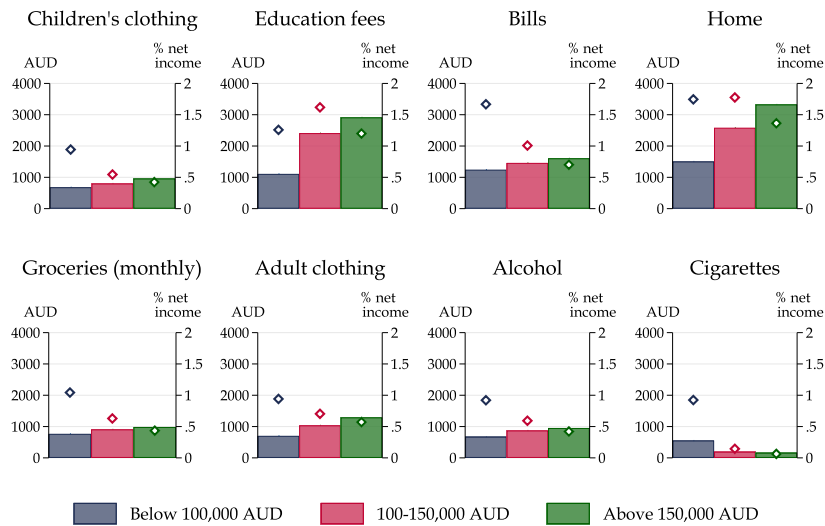 Children's clothing
Education fees
Bills
Home
AUD
% net
income
AUD
% net
income
AUD
% net
income
AUD
% net
income
4000
3000
2000
1000
0
2
1.5
1
.5
0
4000
3000
2000
1000
0
2
1.5
1
.5
0
4000
3000
2000
1000
0
2
1.5
1
.5
0
4000
3000
2000
1000
0
2
1.5
1
.5
0
Groceries (monthly)
Adult clothing
Alcohol
Cigarettes
AUD
% net
income
AUD
% net
income
AUD
% net
income
AUD
% net
income
4000
3000
2000
1000
0
2
1.5
1
.5
0
4000
3000
2000
1000
0
2
1.5
1
.5
0
4000
3000
2000
1000
0
2
1.5
1
.5
0
4000
3000
2000
1000
0
2
1.5
1
.5
0
Below 100,000 AUD
100-150,000 AUD
Above 150,000 AUD